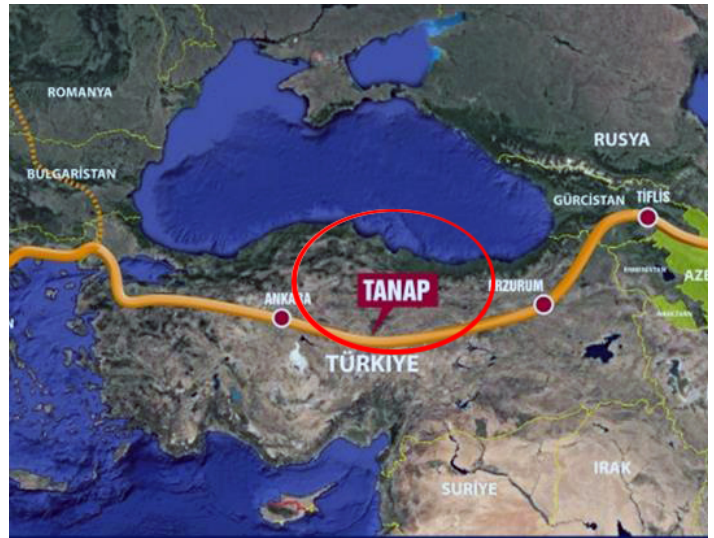 ROMANYA
RUSYA
BULGARİSTAN
GÜRCİSTAN
TİFLİS
AZE
ANKARA
TANAP
ERZURUM
TÜRKİYE
SURİYE
IRAK